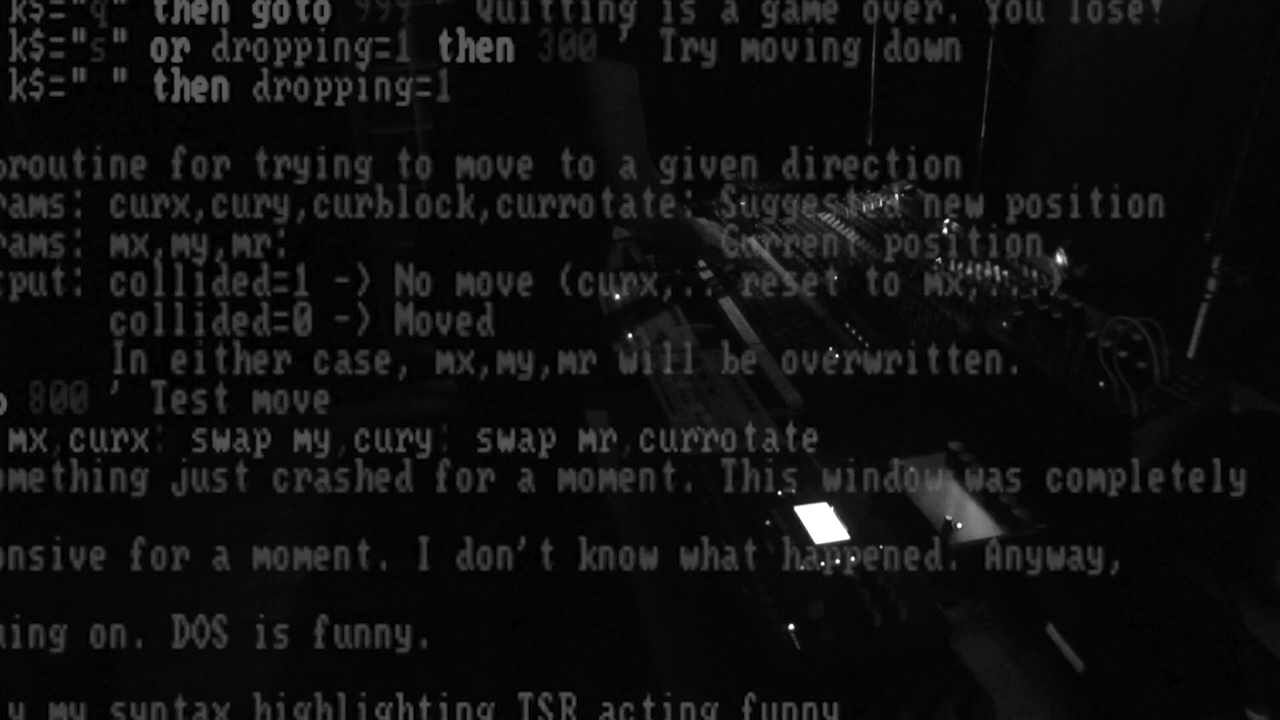 k$="q" then goto 999 ' Quitting is a game over. You lose!
k$="s" or dropping=1 then 300 ' Try moving down
k$=" " then dropping=1
broutine for trying to move to a given direction
rams: curx,cury,curblock,currotate: Suggested new position
rams: mx,my,mr: Current position
tput: collided=1 -> No move (curx,.. reset to mx,...)
collided=0 -> Moved
In either case, mx,my,mr will be overwritten.
o 800 ' Test move
mx,curx: swap my,cury: swap mr,currotate
omething just crashed for a moment. This window was completely
onsive for a moment. I don't know what happened. Anyway,
uing on. DOS is funny.
y my syntax highlighting TSR acting funny